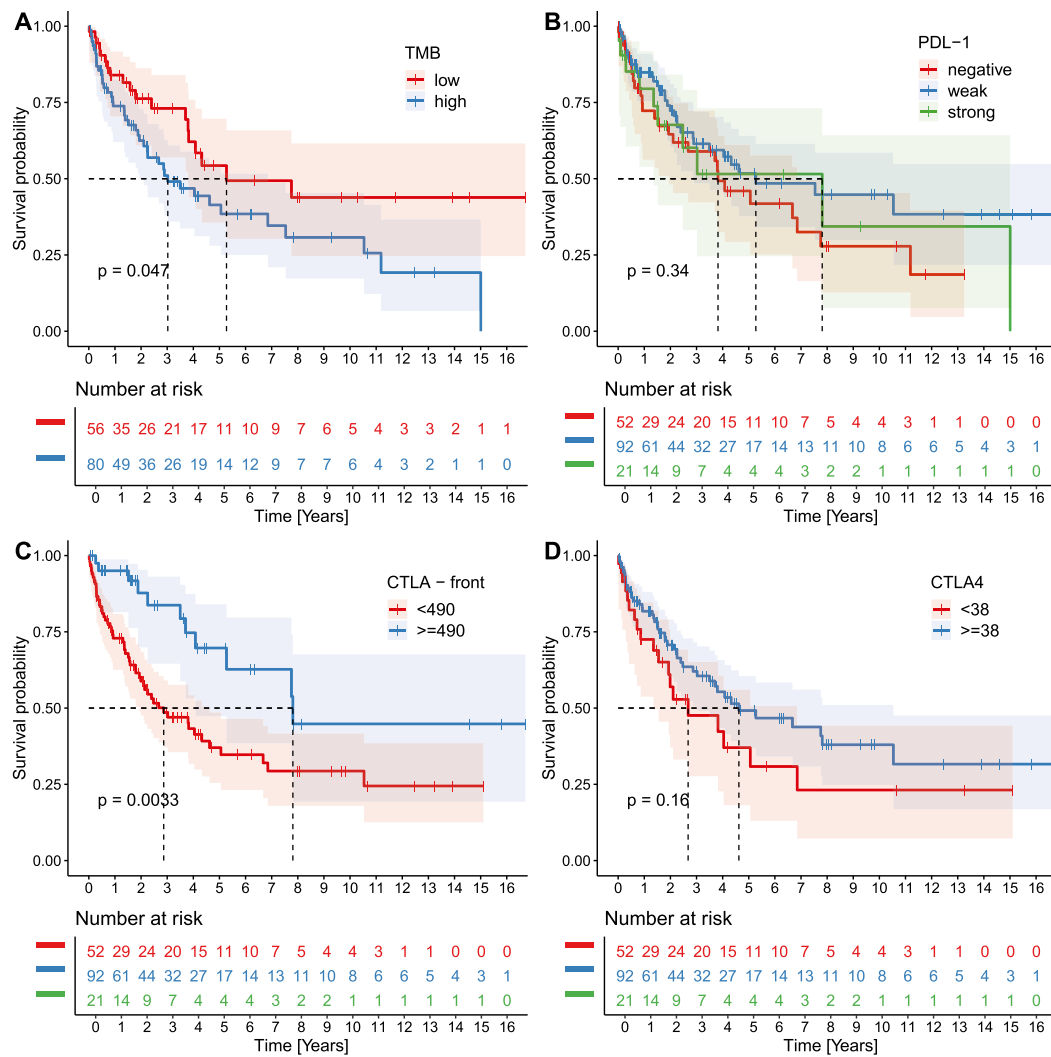 A
TMB
low
high
Survival probability
1.00
0.75
0.50
0.25
0.00
p = 0.047
0 1 2 3 4 5 6 7 8 9 10 11 12 13 14 15 16
Number at risk
56 35 26 21 17 11 10 9 7 6 5 4 3 3 2 1 1
80 49 36 26 19 14 12 9 7 7 6 4 3 2 1 1 0
0 1 2 3 4 5 6 7 8 9 10 11 12 13 14 15 16
Time [Years]
B
PDL−1
negative
weak
strong
Survival probability
1.00
0.75
0.50
0.25
0.00
p = 0.34
0 1 2 3 4 5 6 7 8 9 10 11 12 13 14 15 16
Number at risk
52 29 24 20 15 11 10 7 5 4 4 3 1 1 0 0 0
92 61 44 32 27 17 14 13 11 10 8 6 6 5 4 3 1
21 14 9 7 4 4 4 3 2 2 1 1 1 1 1 1 0
0 1 2 3 4 5 6 7 8 9 10 11 12 13 14 15 16
Time [Years]
C
CTLA − front
<490
>=490
Survival probability
1.00
0.75
0.50
0.25
0.00
p = 0.0033
0 1 2 3 4 5 6 7 8 9 10 11 12 13 14 15 16
Number at risk
52 29 24 20 15 11 10 7 5 4 4 3 1 1 0 0 0
92 61 44 32 27 17 14 13 11 10 8 6 6 5 4 3 1
21 14 9 7 4 4 4 3 2 2 1 1 1 1 1 1 0
0 1 2 3 4 5 6 7 8 9 10 11 12 13 14 15 16
Time [Years]
D
CTLA4
<38
>=38
Survival probability
1.00
0.75
0.50
0.25
0.00
p = 0.16
0 1 2 3 4 5 6 7 8 9 10 11 12 13 14 15 16
Number at risk
52 29 24 20 15 11 10 7 5 4 4 3 1 1 0 0 0
92 61 44 32 27 17 14 13 11 10 8 6 6 5 4 3 1
21 14 9 7 4 4 4 3 2 2 1 1 1 1 1 1 0
0 1 2 3 4 5 6 7 8 9 10 11 12 13 14 15 16
Time [Years]